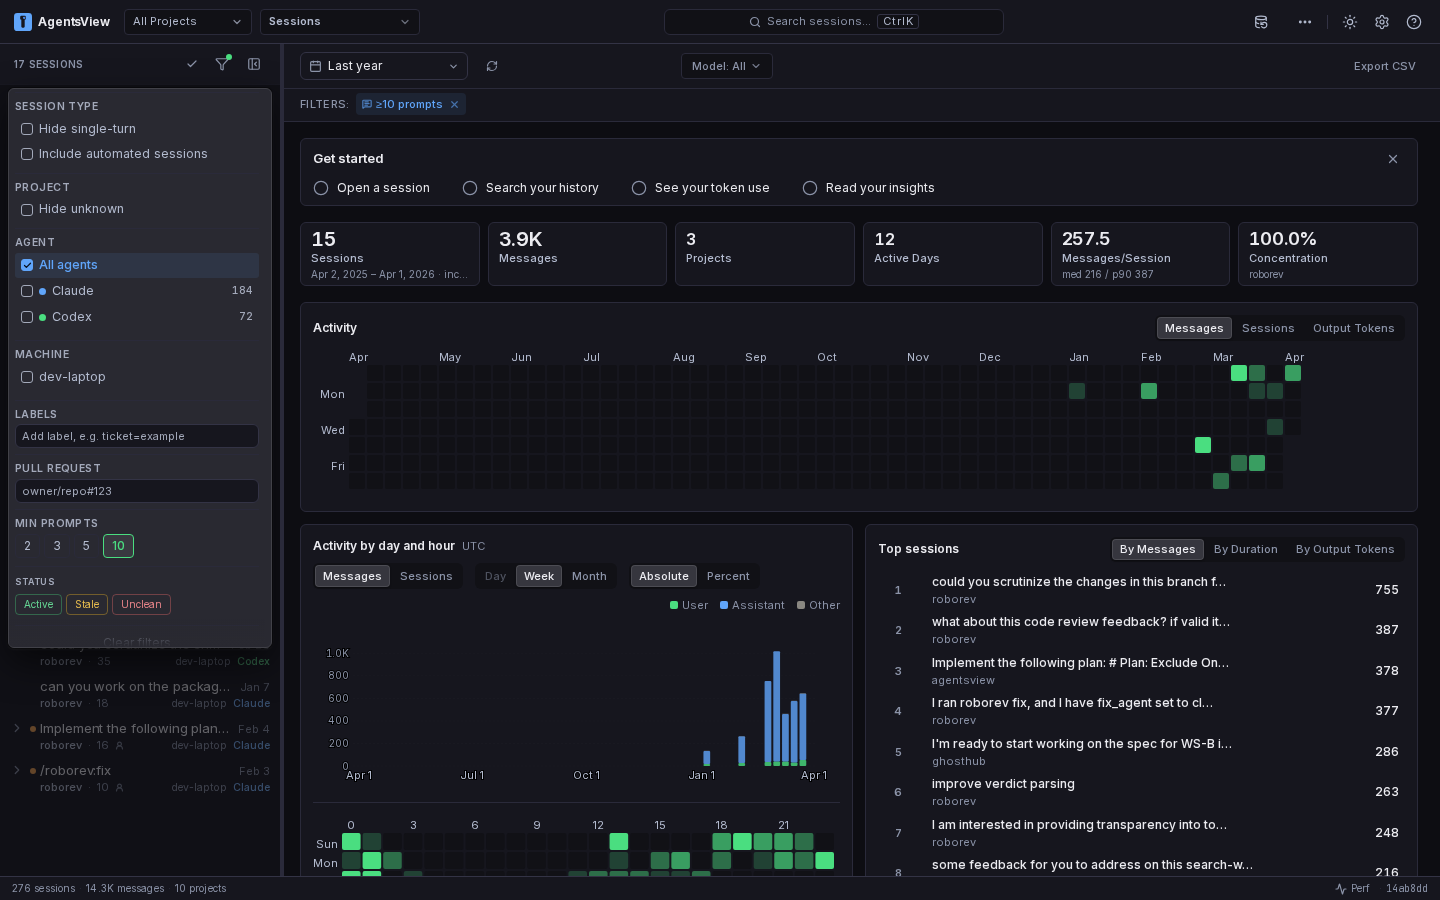 AgentsView
All Projects
Sessions
Search sessions... CtrlK
17 SESSIONS
Last year
Model: All
Export CSV
FILTERS: ≥10 prompts
SESSION TYPE
Hide single-turn
Include automated sessions
PROJECT
Hide unknown
AGENT
All agents
Claude 184
Codex 72
MACHINE
dev-laptop
LABELS
Add label, e.g. ticket=example
PULL REQUEST
owner/repo#123
MIN PROMPTS
2 3 5 10
STATUS
Active Stale Unclean
Clear filters
roborev · 35 dev-laptop Codex
can you work on the packag... Jan 7
roborev · 18 dev-laptop Claude
Implement the following plan... Feb 4
roborev · 16 dev-laptop Claude
/roborev:fix Feb 3
roborev · 10 dev-laptop Claude
Get started
Open a session
Search your history
See your token use
Read your insights
15
Sessions
Apr 2, 2025 – Apr 1, 2026 · inc...
3.9K
Messages
3
Projects
12
Active Days
257.5
Messages/Session
med 216 / p90 387
100.0%
Concentration
roborev
Activity
Messages Sessions Output Tokens
Apr May Jun Jul Aug Sep Oct Nov Dec Jan Feb Mar Apr
Mon
Wed
Fri
Activity by day and hour UTC
Messages Sessions
Day Week Month
Absolute Percent
User Assistant Other
1.0K
800
600
400
200
0
Apr 1 Jul 1 Oct 1 Jan 1 Apr 1
0 3 6 9 12 15 18 21
Sun
Mon
Top sessions
By Messages By Duration By Output Tokens
1 could you scrutinize the changes in this branch f... 755
roborev
2 what about this code review feedback? if valid it... 387
roborev
3 Implement the following plan: # Plan: Exclude On... 378
agentsview
4 I ran roborev fix, and I have fix_agent set to cl... 377
roborev
5 I'm ready to start working on the spec for WS-B i... 286
ghosthub
6 improve verdict parsing 263
roborev
7 I am interested in providing transparency into to... 248
roborev
8 some feedback for you to address on this search-w... 216
276 sessions 14.3K messages 10 projects
Perf 14ab8dd